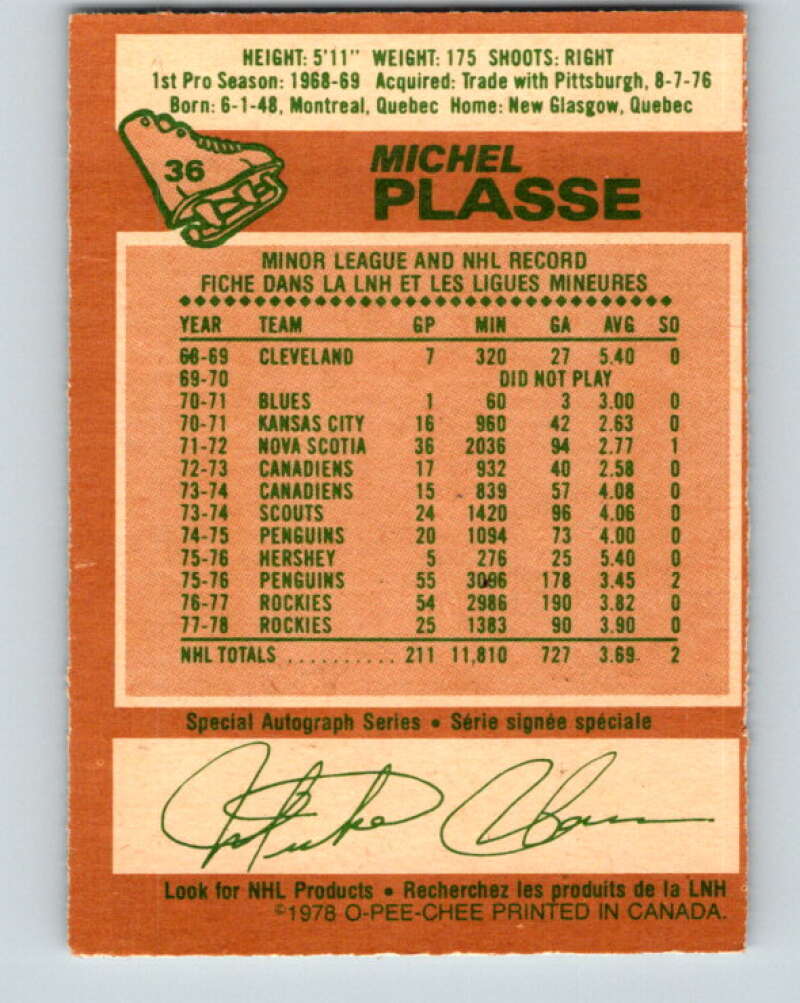 HEIGHT: 5'11" WEIGHT: 175 SHOOTS: RIGHT
1st Pro Season: 1968-69 Acquired: Trade with Pittsburgh, 8-7-76
Born: 6-1-48, Montreal, Quebec Home: New Glasgow, Quebec
36
MICHEL
PLASSE
MINOR LEAGUE AND NHL RECORD
FICHE DANS LA LNH ET LES LIGUES MINEURES
YEAR TEAM GP MIN GA AVG SO
68-69 CLEVELAND 7 320 27 5.40 0
69-70 DID NOT PLAY
70-71 BLUES 1 60 3 3.00 0
70-71 KANSAS CITY 16 960 42 2.63 0
71-72 NOVA SCOTIA 36 2036 94 2.77 1
72-73 CANADIENS 17 932 40 2.58 0
73-74 CANADIENS 15 839 57 4.08 0
73-74 SCOUTS 24 1420 96 4.06 0
74-75 PENGUINS 20 1094 73 4.00 0
75-76 HERSHEY 5 276 25 5.40 0
75-76 PENGUINS 55 3096 178 3.45 2
76-77 ROCKIES 54 2986 190 3.82 0
77-78 ROCKIES 25 1383 90 3.90 0
NHL TOTALS .......... 211 11,810 727 3.69 2
Special Autograph Series • Série signée spéciale
Look for NHL Products • Recherchez les produits de la LNH
©1978 O-PEE-CHEE PRINTED IN CANADA.